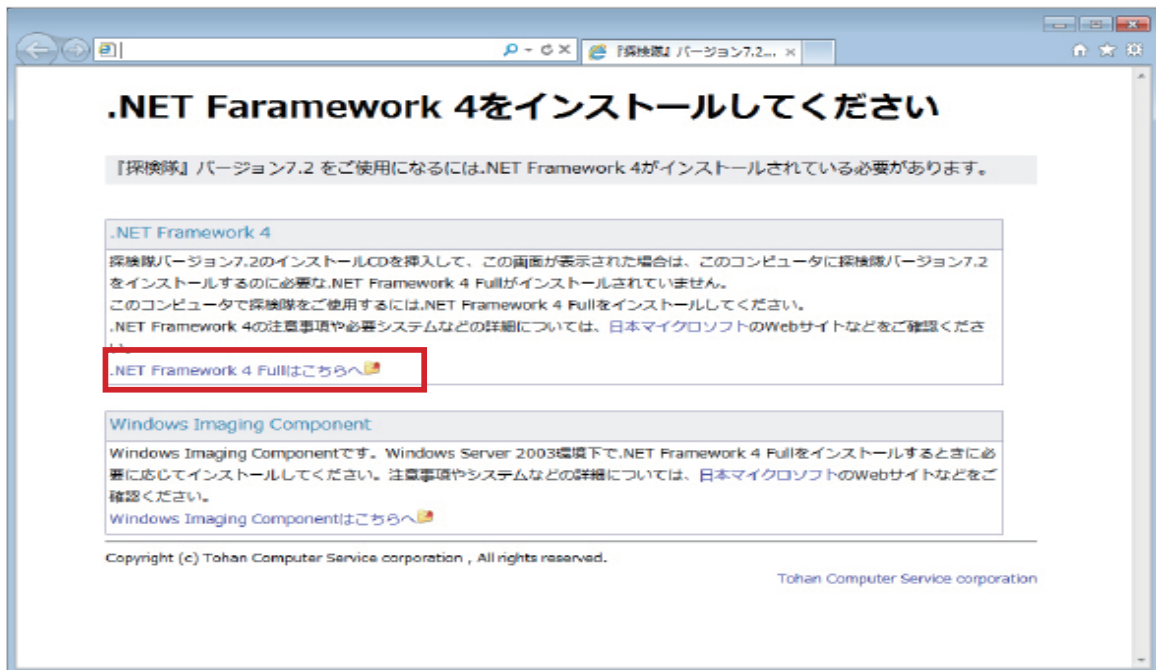 『探検隊』バージョン7.2...
.NET Faramework 4をインストールしてください
『探検隊』バージョン7.2 をご使用になるには.NET Framework 4がインストールされている必要があります。
.NET Framework 4
探検隊バージョン7.2のインストールCDを挿入して、この画面が表示された場合は、このコンピュータに探検隊バージョン7.2
をインストールするのに必要な.NET Framework 4 Fullがインストールされていません。
このコンピュータで探検隊をご使用するには.NET Framework 4 Fullをインストールしてください。
.NET Framework 4の注意事項や必要システムなどの詳細については、日本マイクロソフトのWebサイトなどをご確認くださ
い。
.NET Framework 4 Fullはこちらへ
Windows Imaging Component
Windows Imaging Componentです。Windows Server 2003環境下で.NET Framework 4 Fullをインストールするときに必
要に応じてインストールしてください。注意事項やシステムなどの詳細については、日本マイクロソフトのWebサイトなどをご
確認ください。
Windows Imaging Componentはこちらへ
Copyright (c) Tohan Computer Service corporation , All rights reserved.
Tohan Computer Service corporation